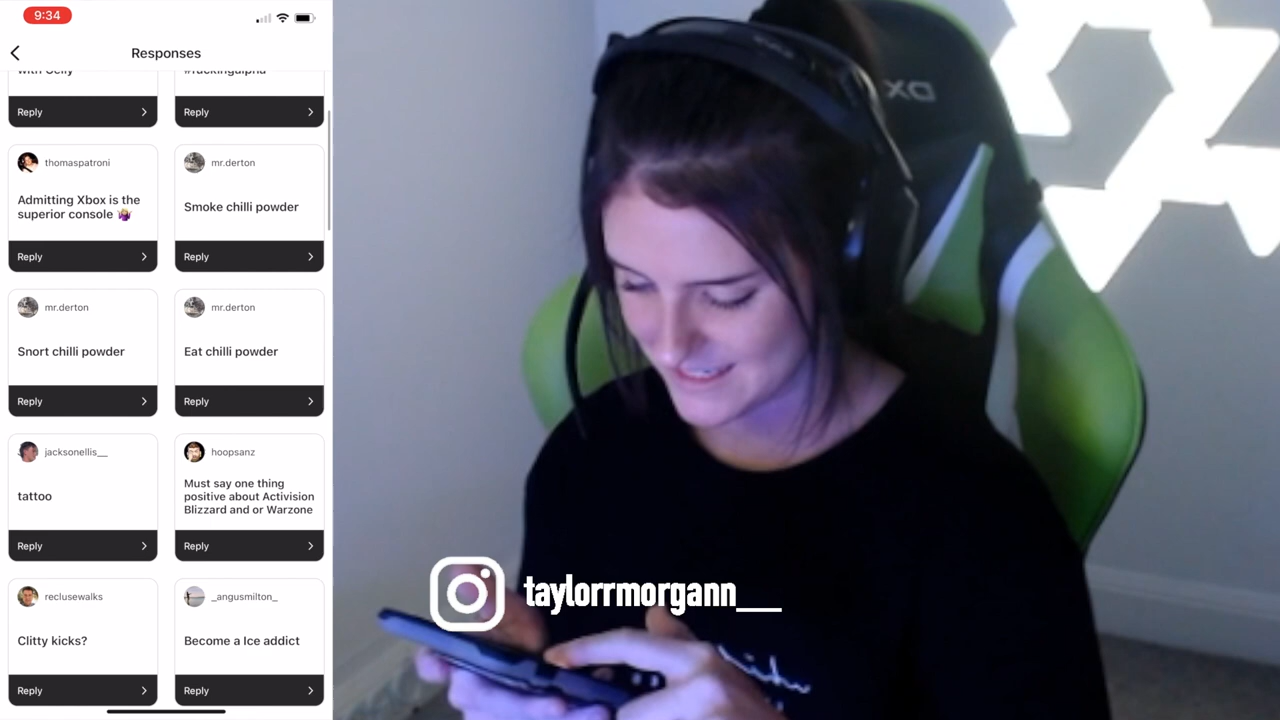 9:34
Responses
with Celly
#fuckingalpha
Reply
Reply
thomaspatroni
mr.derton
Admitting Xbox is the
superior console 🤷‍♀️
Smoke chilli powder
Reply
Reply
mr.derton
mr.derton
Snort chilli powder
Eat chilli powder
Reply
Reply
jacksonellis__
hoopsanz
tattoo
Must say one thing
positive about Activision
Blizzard and or Warzone
Reply
Reply
reclusewalks
_angusmilton_
Clitty kicks?
Become a Ice addict
Reply
Reply
taylorrmorgann__